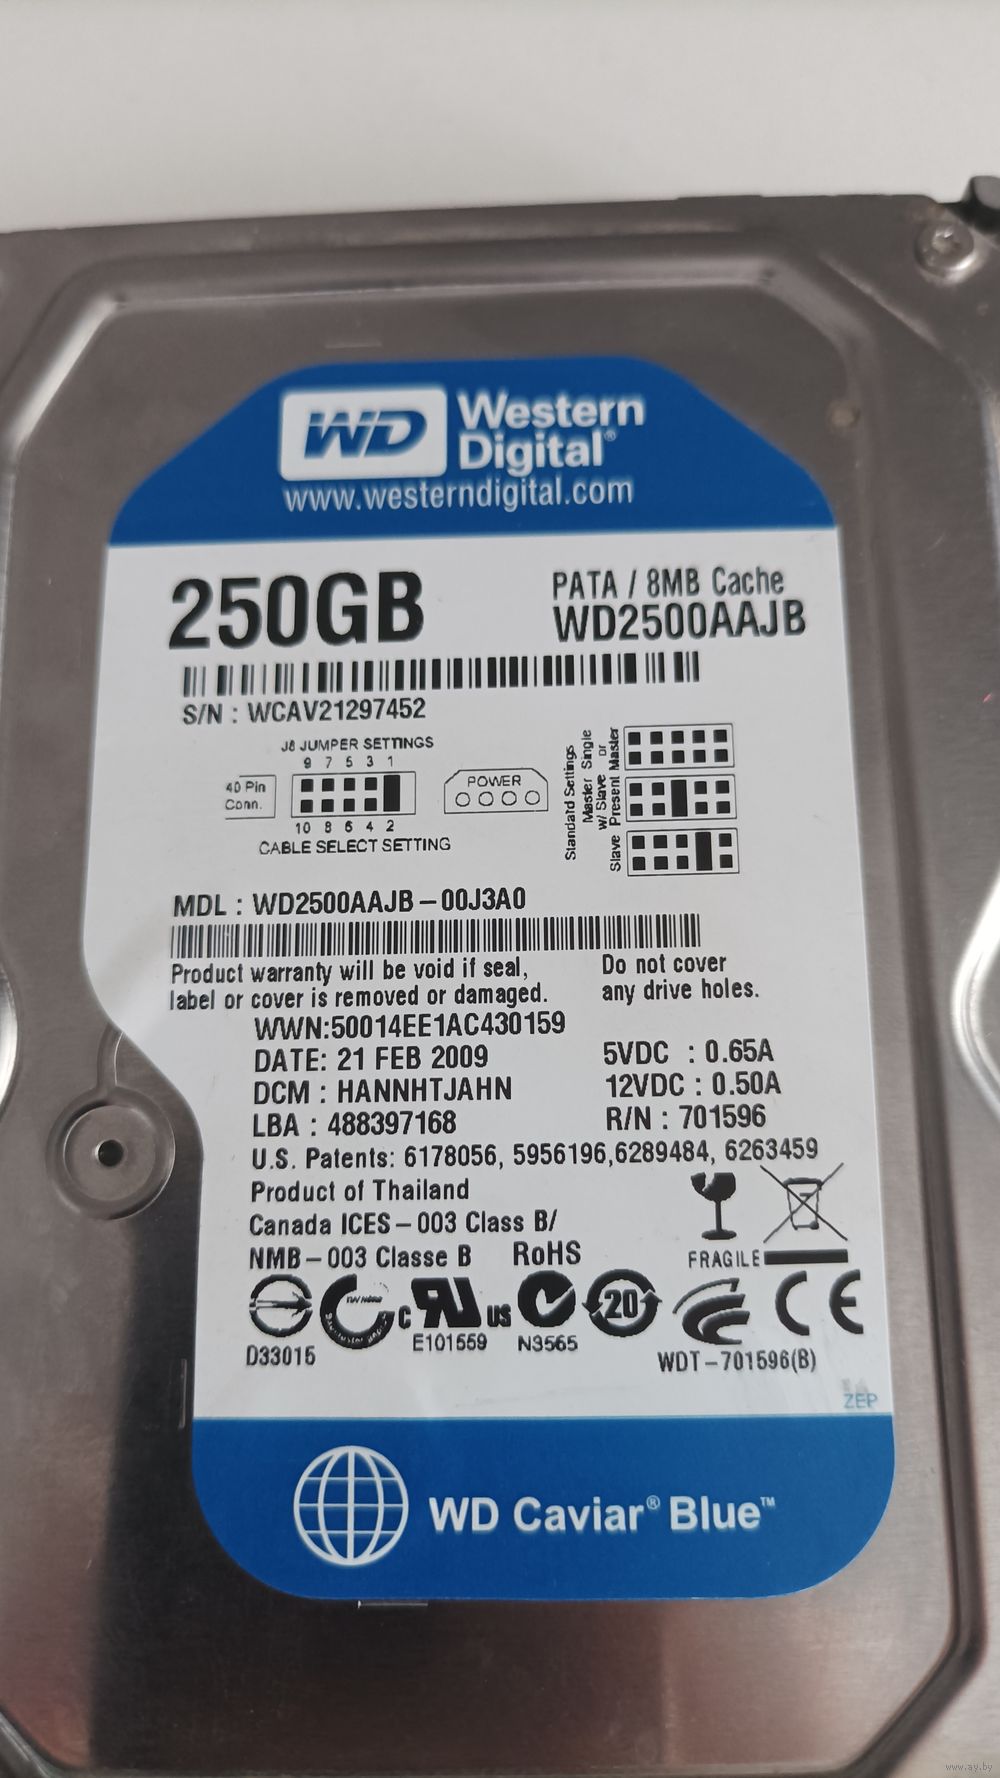 WD Western
Digital®
www.westerndigital.com
250GB
PATA / 8MB Cache
WD2500AAJB
S/N : WCAV21297452
J8 JUMPER SETTINGS
9 7 5 3 1
40 Pin
Conn.
10 8 6 4 2
CABLE SELECT SETTING
POWER
Standard Settings
Master Single
or
w/ Slave
Present Master
Slave
MDL : WD2500AAJB-00J3A0
Product warranty will be void if seal,
label or cover is removed or damaged.
Do not cover
any drive holes.
WWN:50014EE1AC430159
DATE: 21 FEB 2009
DCM : HANNHTJAHN
LBA : 488397168
5VDC : 0.65A
12VDC : 0.50A
R/N : 701596
U.S. Patents: 6178056, 5956196,6289484, 6263459
Product of Thailand
Canada ICES-003 Class B/
NMB-003 Classe B RoHS
FRAGILE
D33015
c US
E101559
N3565
20
CE
WDT-701596(B)
ZEP
WD Caviar® Blue™
www.ay.by